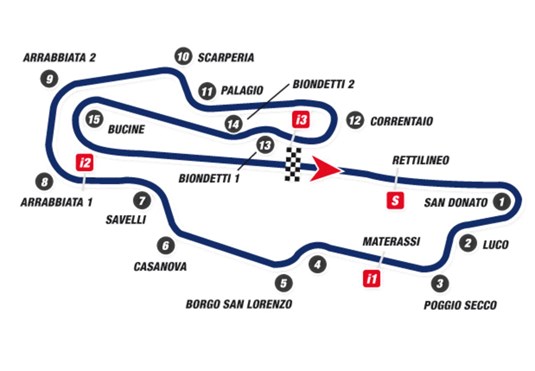 ARRABBIATA 2
9
10
SCARPERIA
11
PALAGIO
BIONDETTI 2
15
BUCINE
14
i3
12
CORRENTAIO
13
i2
BIONDETTI 1
RETTILINEO
8
ARRABBIATA 1
7
SAVELLI
S
SAN DONATO
1
6
CASANOVA
MATERASSI
2
LUCO
5
4
i1
3
BORGO SAN LORENZO
POGGIO SECCO